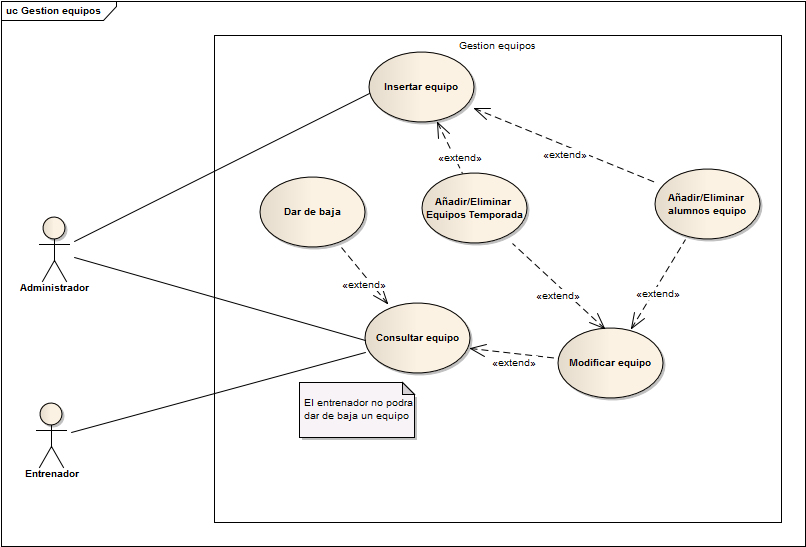 uc Gestion equipos
Gestion equipos
Insertar equipo
«extend»
«extend»
Dar de baja
Añadir/Eliminar
Equipos Temporada
Añadir/Eliminar
alumnos equipo
Administrador
«extend»
«extend»
«extend»
Consultar equipo
«extend»
Modificar equipo
El entrenador no podra
dar de baja un equipo
Entrenador